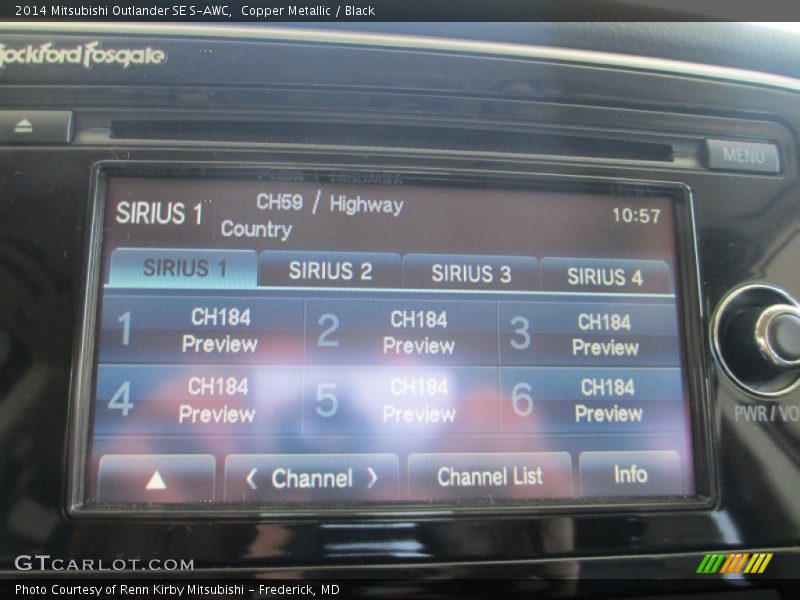 2014 Mitsubishi Outlander SE S-AWC,  Copper Metallic / Black
Rockford Fosgate
MENU
SIRIUS 1
CH59 / Highway
10:57
Country
SIRIUS 1
SIRIUS 2
SIRIUS 3
SIRIUS 4
1 CH184
Preview
2 CH184
Preview
3 CH184
Preview
4 CH184
Preview
5 CH184
Preview
6 CH184
Preview
PWR / VO
Channel
Channel List
Info
GTCARLOT.COM
Photo Courtesy of Renn Kirby Mitsubishi - Frederick, MD